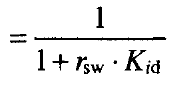 = 1 / (1 + r_sw · K_id)